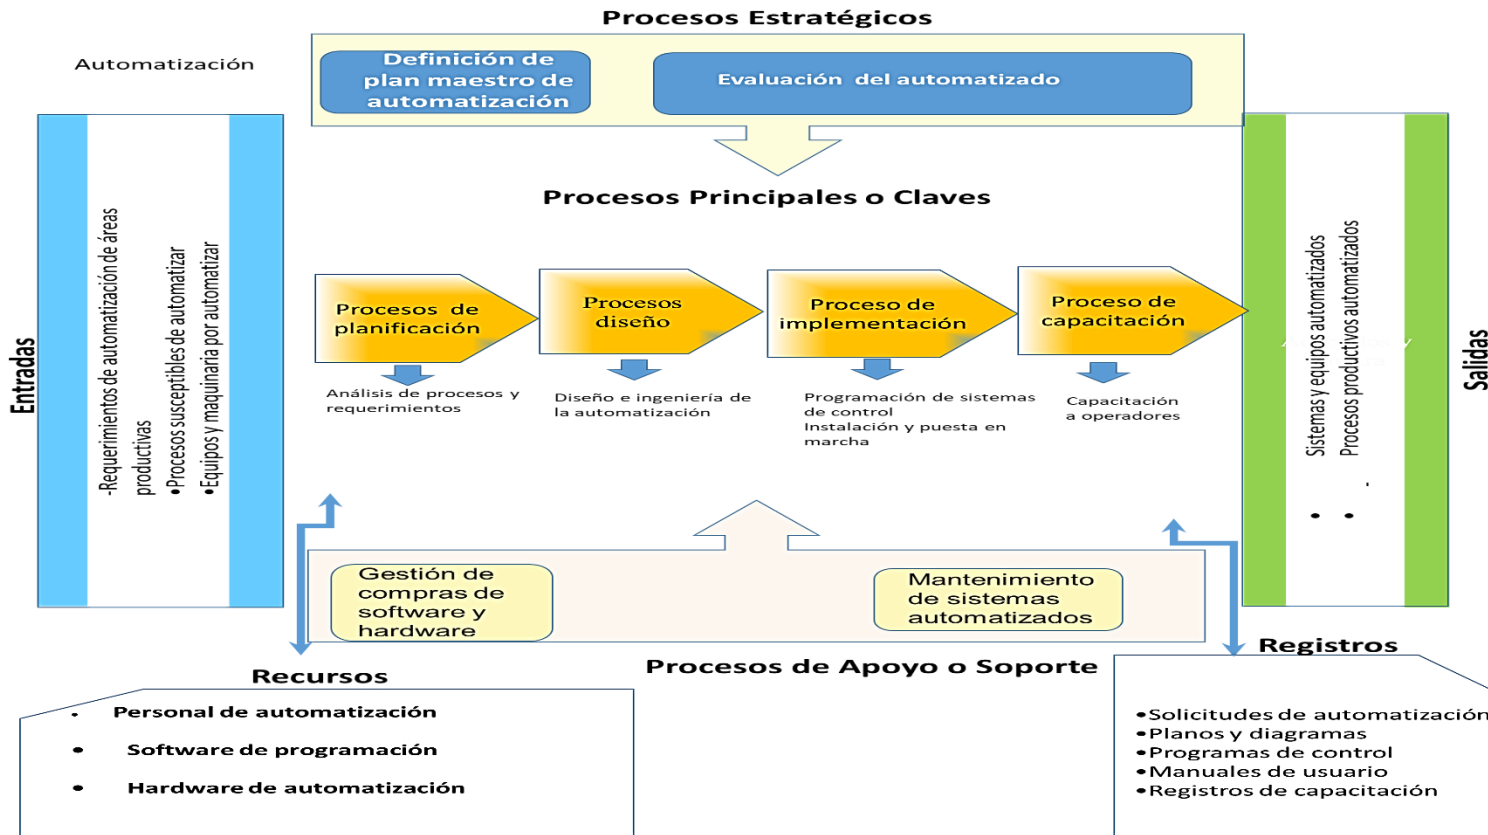 Procesos Estratégicos
Automatización
Definición de
plan maestro de
automatización
Evaluación del automatizado
Procesos Principales o Claves
Entradas
-Requerimientos de automatización de áreas
productivas
•Procesos susceptibles de automatizar
•Equipos y maquinaria por automatizar
Procesos de
planificación
Procesos
diseño
Proceso de
implementación
Proceso de
capacitación
Análisis de procesos y
requerimientos
Diseño e ingeniería de
la automatización
Programación de sistemas
de control
Instalación y puesta en
marcha
Capacitación
a operadores
• Sistemas y equipos automatizados
• Procesos productivos automatizados
-
Salidas
Gestión de
compras de
software y
hardware
Mantenimiento
de sistemas
automatizados
Procesos de Apoyo o Soporte
Recursos
• Personal de automatización
• Software de programación
• Hardware de automatización
Registros
•Solicitudes de automatización
•Planos y diagramas
•Programas de control
•Manuales de usuario
•Registros de capacitación